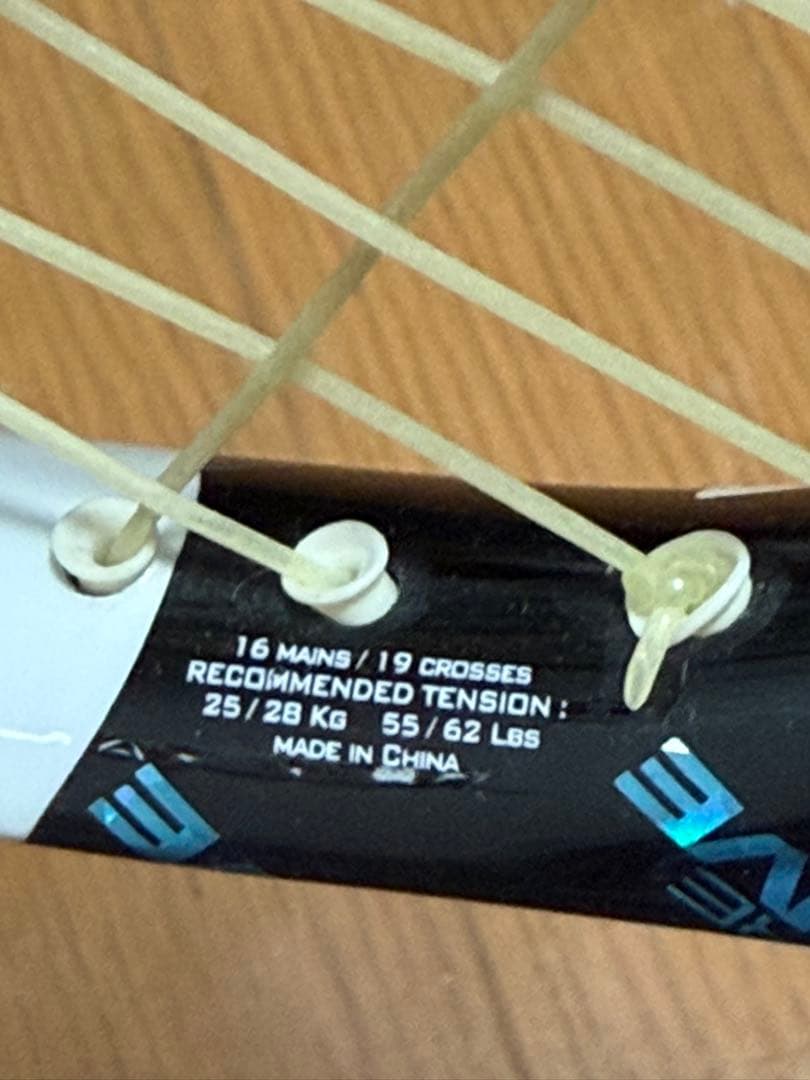 16 MAINS / 19 CROSSES
RECOMMENDED TENSION :
25 / 28 KG 55 / 62 LBS
MADE IN CHINA